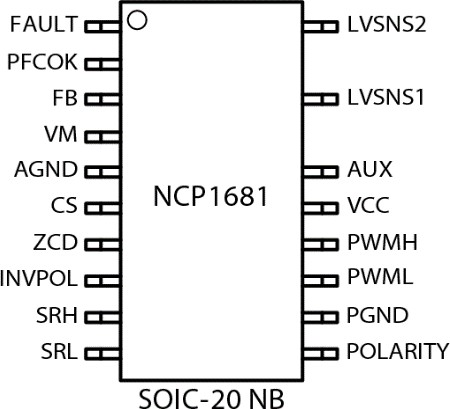 FAULT LVSNS2
PFCOK
FB LVSNS1
VM
AGND AUX
CS NCP1681 VCC
ZCD PWMH
INVPOL PWML
SRH PGND
SRL POLARITY
SOIC-20 NB